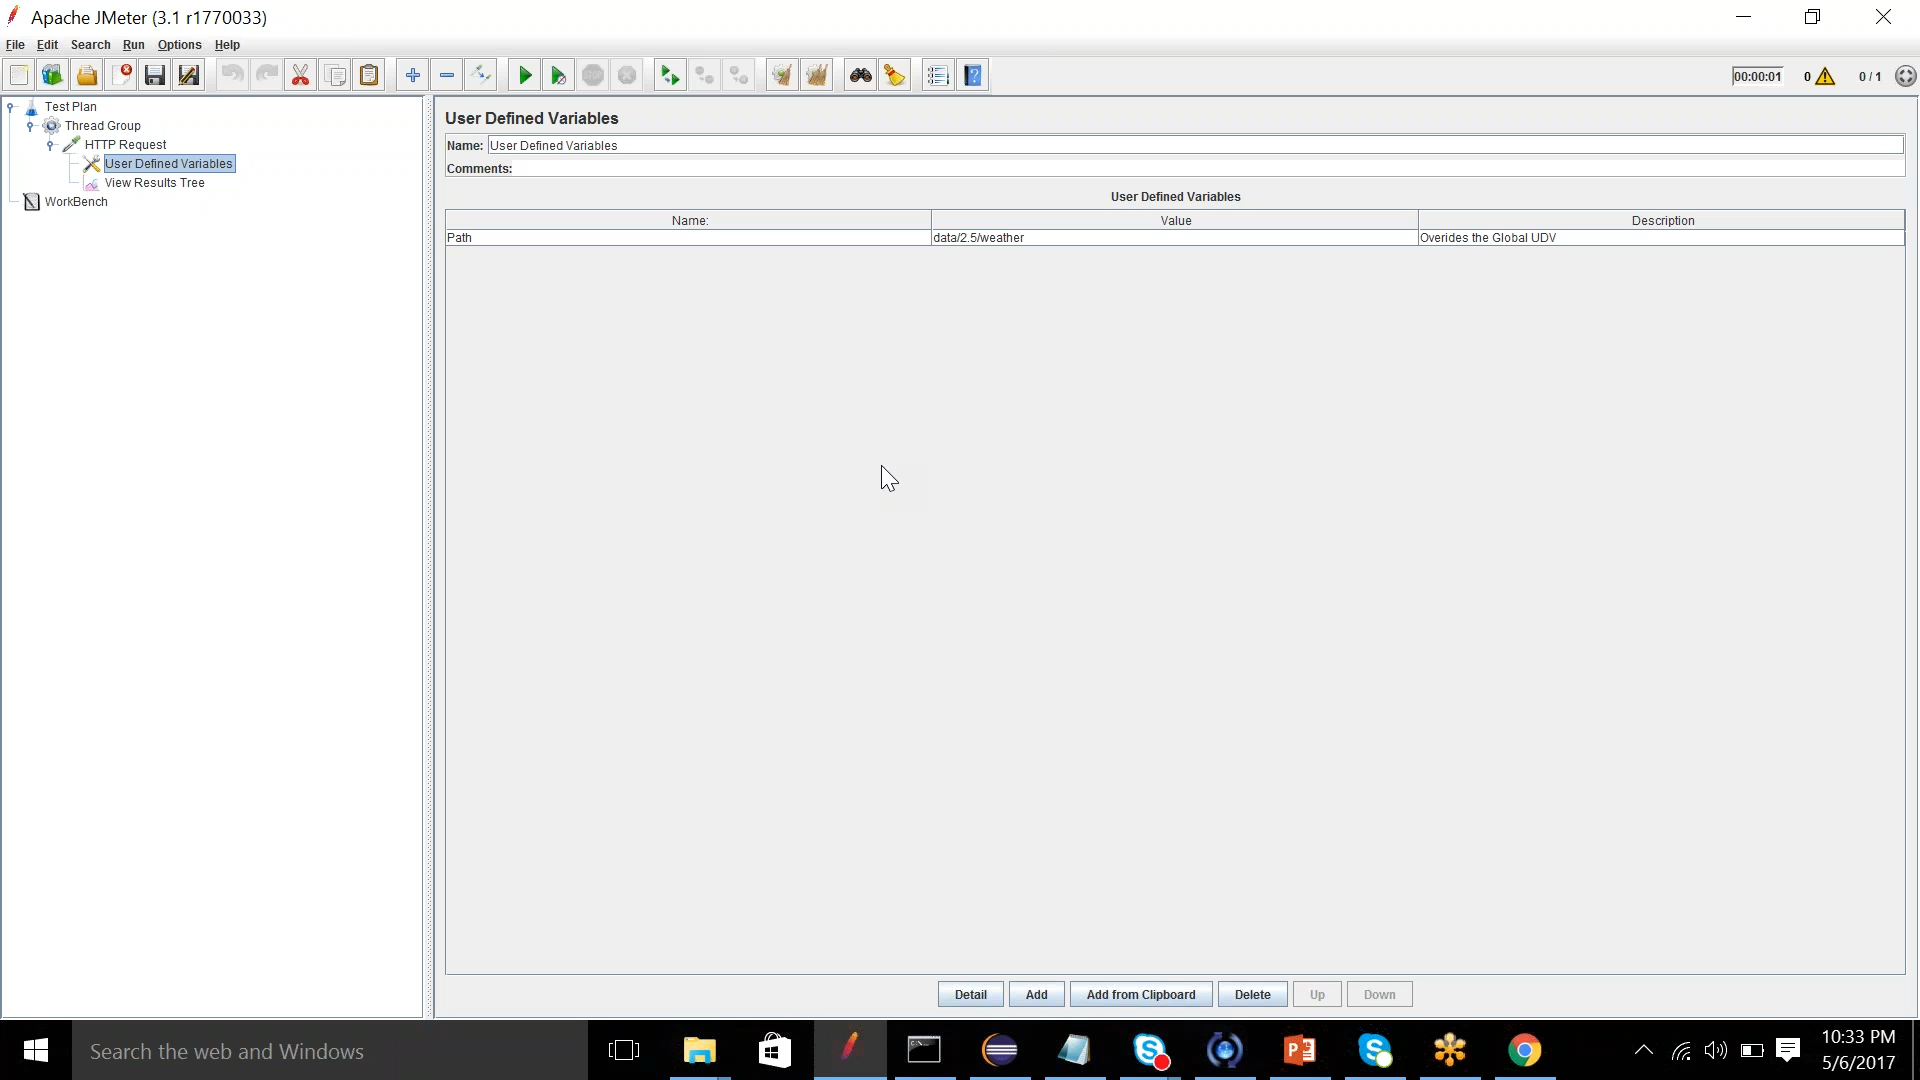 Apache JMeter (3.1 r1770033)
File Edit Search Run Options Help
STOP
00:00:01 0 0 / 1
Test Plan
Thread Group
HTTP Request
User Defined Variables
View Results Tree
WorkBench
User Defined Variables
Name: User Defined Variables
Comments:
User Defined Variables
Name: Value Description
Path data/2.5/weather Overides the Global UDV
Detail Add Add from Clipboard Delete Up Down
Search the web and Windows
10:33 PM
5/6/2017